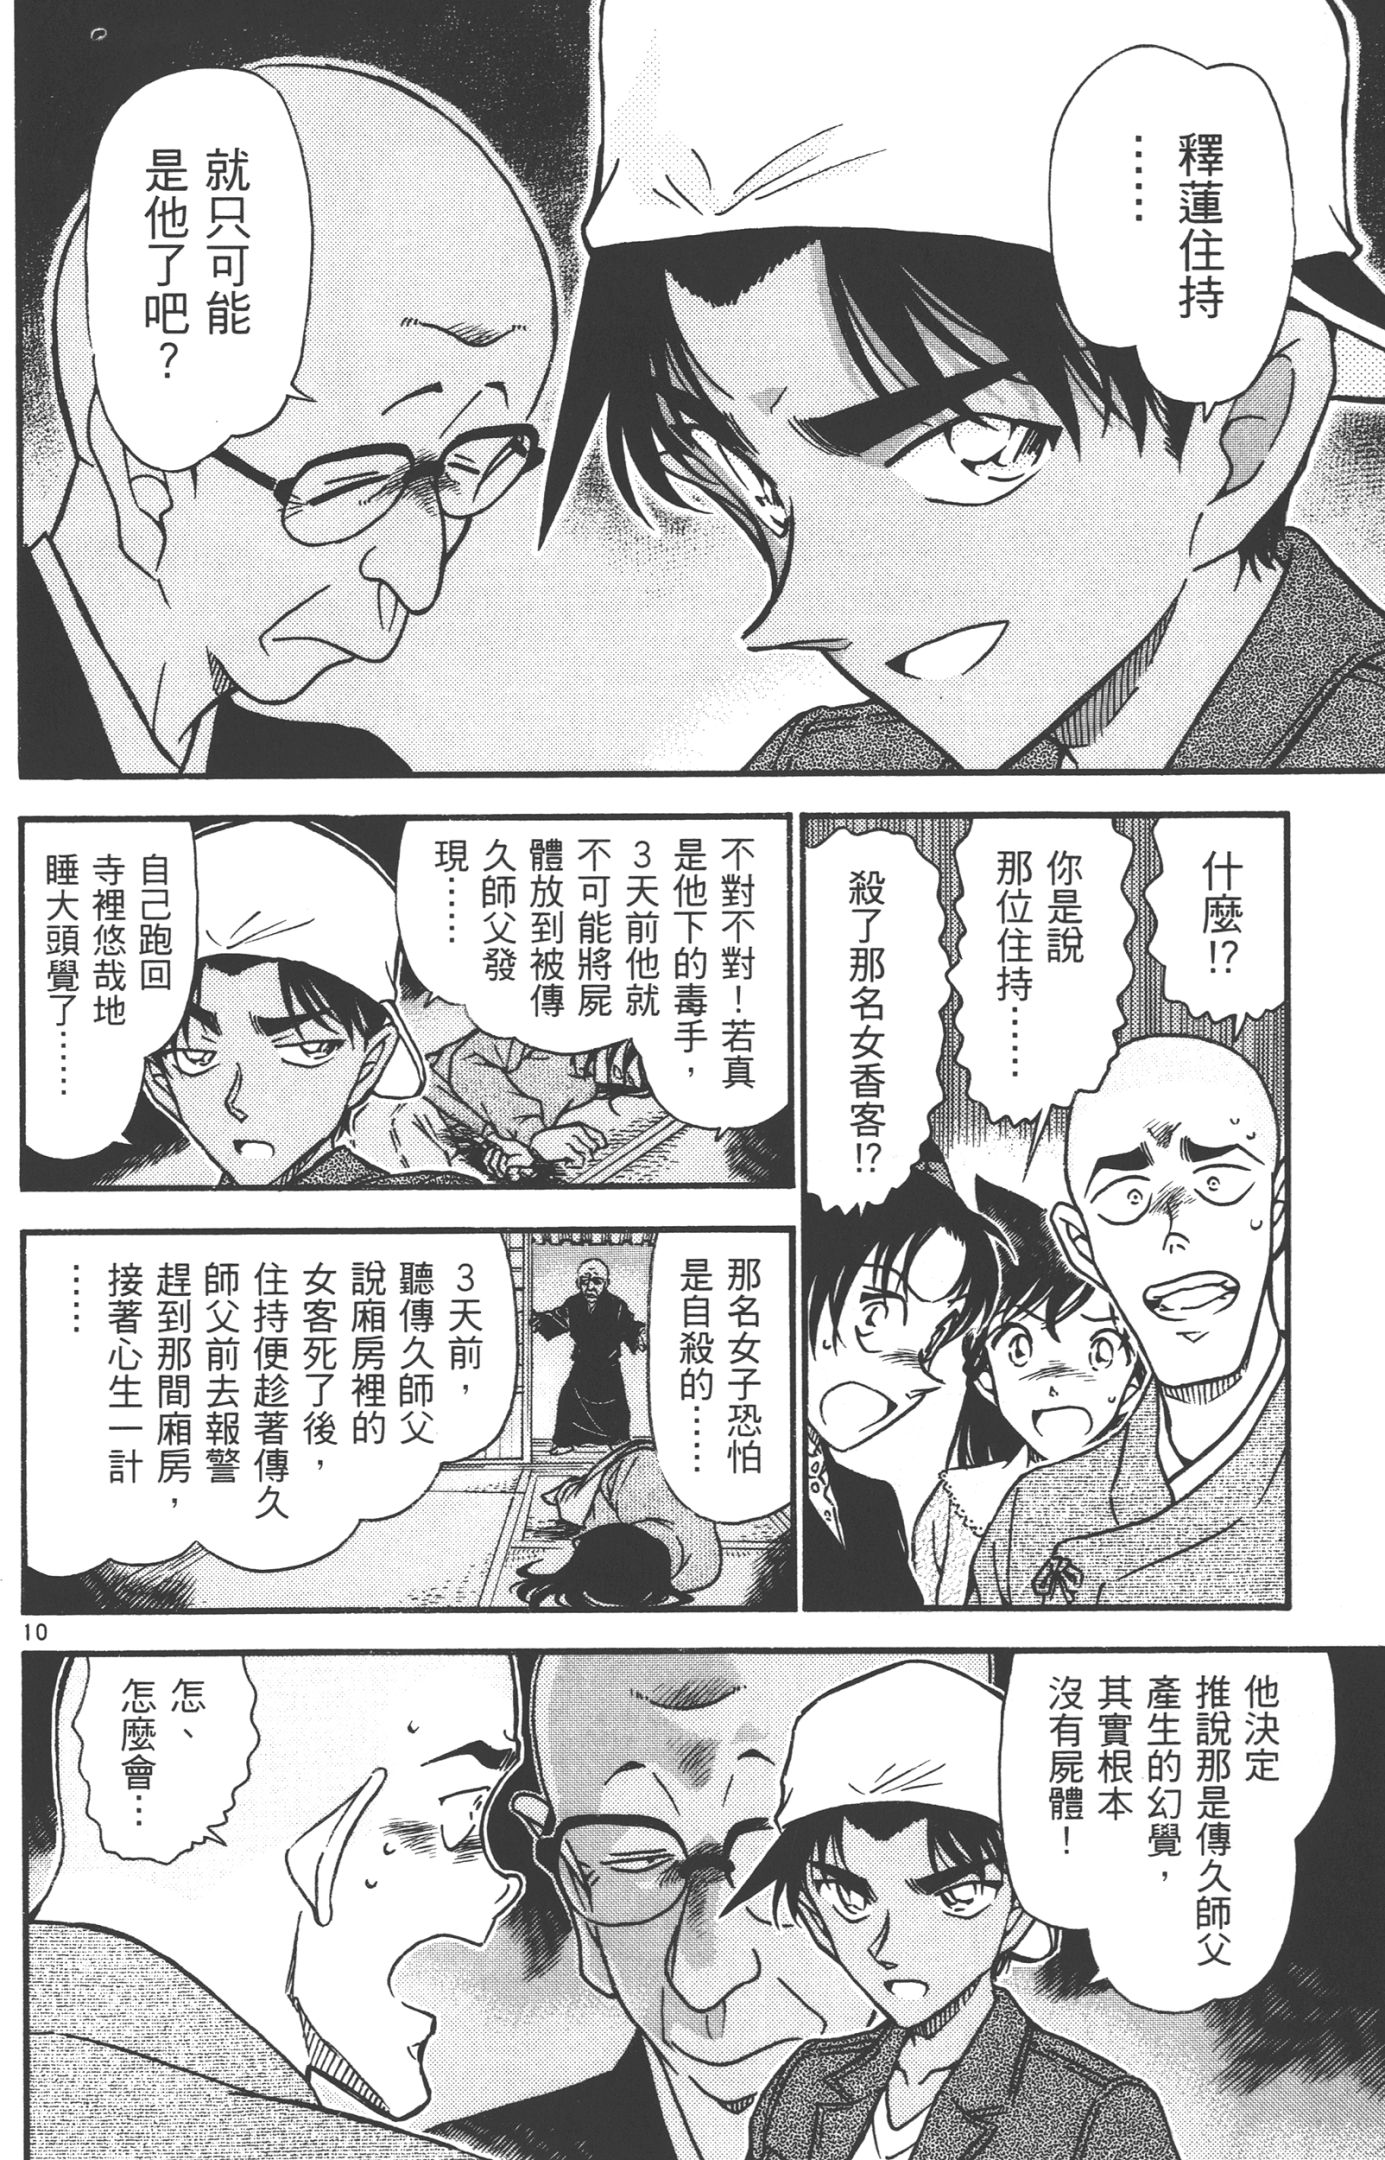 釋蓮住持
……
就只可能
是他了吧？
什麼!?
你是說
那位住持……
殺了那名女香客!?
不對不對！若真
是他下的毒手，
3天前他就
不可能將屍
體放到被傳
久師父發
現……
自己跑回
寺裡悠哉地
睡大頭覺了……
那名女子恐怕
是自殺的……
3天前，
聽傳久師父
說廂房裡的
女客死了後，
住持便趁著傳久
師父前去報警
趕到那間廂房，
接著心生一計
……
他決定
推說那是傳久師父
產生的幻覺，
其實根本
沒有屍體！
怎、
怎麼會…
10